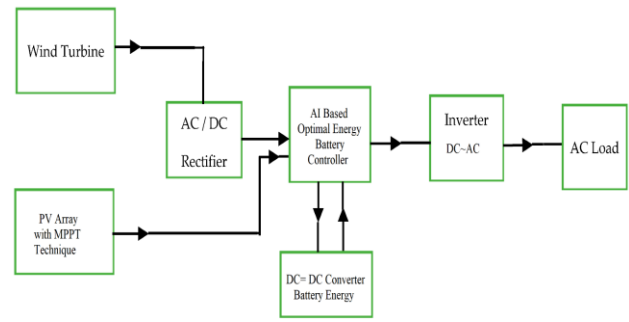 Wind Turbine
AC / DC
Rectifier
PV Array
with MPPT
Technique
AI Based
Optimal Energy
Battery
Controller
DC= DC Converter
Battery Energy
Inverter
DC~AC
AC Load